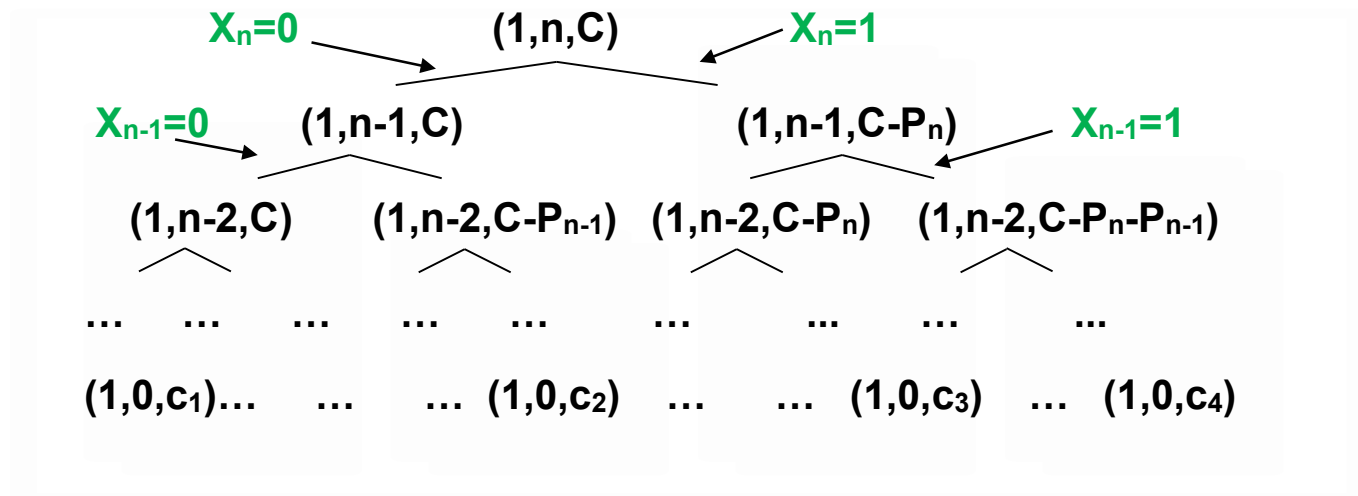 Xn=0 (1,n,C) Xn=1
Xn-1=0 (1,n-1,C) (1,n-1,C-Pn) Xn-1=1
(1,n-2,C) (1,n-2,C-Pn-1) (1,n-2,C-Pn) (1,n-2,C-Pn-Pn-1)
… … … … … … ... … ...
(1,0,c1)… … … (1,0,c2) … … (1,0,c3) … (1,0,c4)